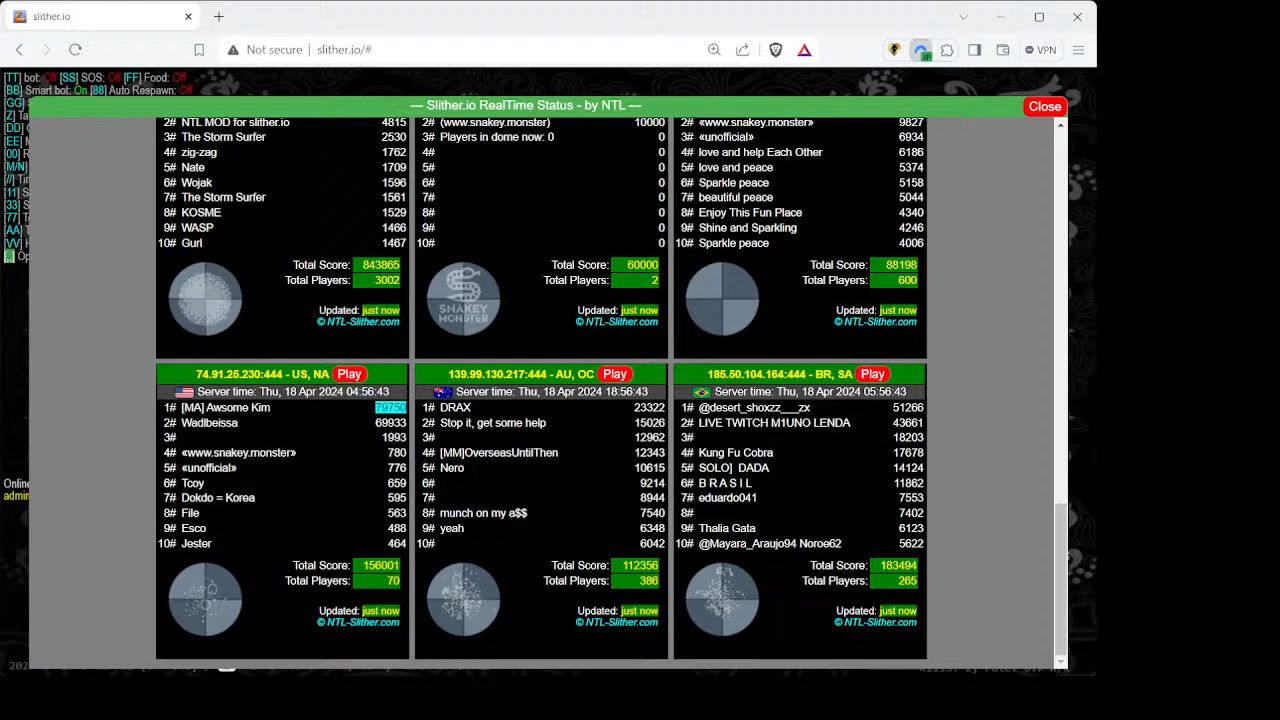 slither.io
Not secure slither.io/#
VPN
[TT] bot: Off [SS] SOS: Off [FF] Food: Off
[BB] Smart bot: On [88] Auto Respawn: Off
[GG]
--- Slither.io RealTime Status - by NTL ---
Close
[Z] Ta
[DD]
[EE]
[00]
[M/N]
[//] Tin
[11]
[33]
[77]
[AA]
[VV]
[,] Op
Online
admin
2# NTL MOD for slither.io 4815
3# The Storm Surfer 2530
4# zig-zag 1762
5# Nate 1709
6# Wojak 1596
7# The Storm Surfer 1561
8# KOSME 1529
9# WASP 1466
10# Gurl 1467
Total Score: 843865
Total Players: 3002
Updated: just now
© NTL-Slither.com
2# (www.snakey.monster) 10000
3# Players in dome now: 0 0
4# 0
5# 0
6# 0
7# 0
8# 0
9# 0
10# 0
SNAKEY
MONSTER
Total Score: 60000
Total Players: 2
Updated: just now
© NTL-Slither.com
2# «www.snakey.monster» 9827
3# «unofficial» 6934
4# love and help Each Other 6186
5# love and peace 5374
6# Sparkle peace 5158
7# beautiful peace 5044
8# Enjoy This Fun Place 4340
9# Shine and Sparkling 4246
10# Sparkle peace 4006
Total Score: 88198
Total Players: 600
Updated: just now
© NTL-Slither.com
74.91.25.230:444 - US, NA Play
Server time: Thu, 18 Apr 2024 04:56:43
1# [MA] Awsome Kim 79750
2# Wadlbeissa 69933
3# 1993
4# «www.snakey.monster» 780
5# «unofficial» 776
6# Tcoy 659
7# Dokdo = Korea 595
8# File 563
9# Esco 488
10# Jester 464
Total Score: 156001
Total Players: 70
Updated: just now
© NTL-Slither.com
139.99.130.217:444 - AU, OC Play
Server time: Thu, 18 Apr 2024 18:56:43
1# DRAX 23322
2# Stop it, get some help 15026
3# 12962
4# [MM]OverseasUntilThen 12343
5# Nero 10615
6# 9214
7# 8944
8# munch on my a$$ 7540
9# yeah 6348
10# 6042
Total Score: 112356
Total Players: 386
Updated: just now
© NTL-Slither.com
185.50.104.164:444 - BR, SA Play
Server time: Thu, 18 Apr 2024 05:56:43
1# @desert_shoxzz___zx 51266
2# LIVE TWITCH M1UNO LENDA 43661
3# 18203
4# Kung Fu Cobra 17678
5# SOLO] DADA 14124
6# B R A S I L 11862
7# eduardo041 7553
8# 7402
9# Thalia Gata 6123
10# @Mayara_Araujo94 Noroe62 5622
Total Score: 183494
Total Players: 265
Updated: just now
© NTL-Slither.com